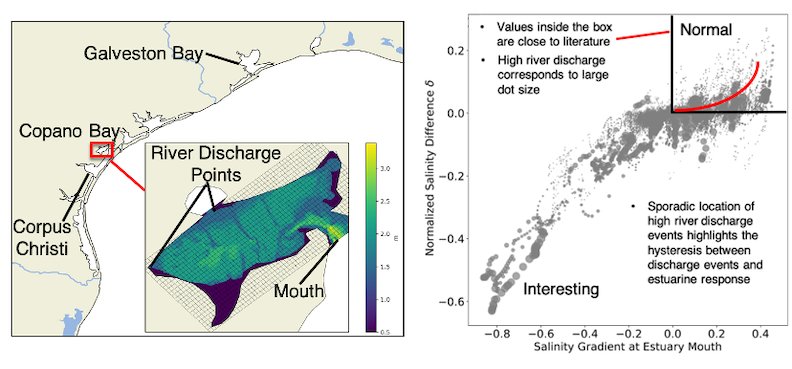 Galveston Bay
Copano Bay
River Discharge
Points
Corpus
Christi
Mouth
3.0
2.5
2.0
1.5
1.0
0.5
m
Normalized Salinity Difference δ
0.2
0.0
−0.2
−0.4
−0.6
• Values inside the box
are close to literature
• High river discharge
corresponds to large
dot size
Normal
• Sporadic location of
high river discharge
events highlights the
hysteresis between
discharge events and
estuarine response
Interesting
−0.8 −0.6 −0.4 −0.2 0.0 0.2 0.4
Salinity Gradient at Estuary Mouth